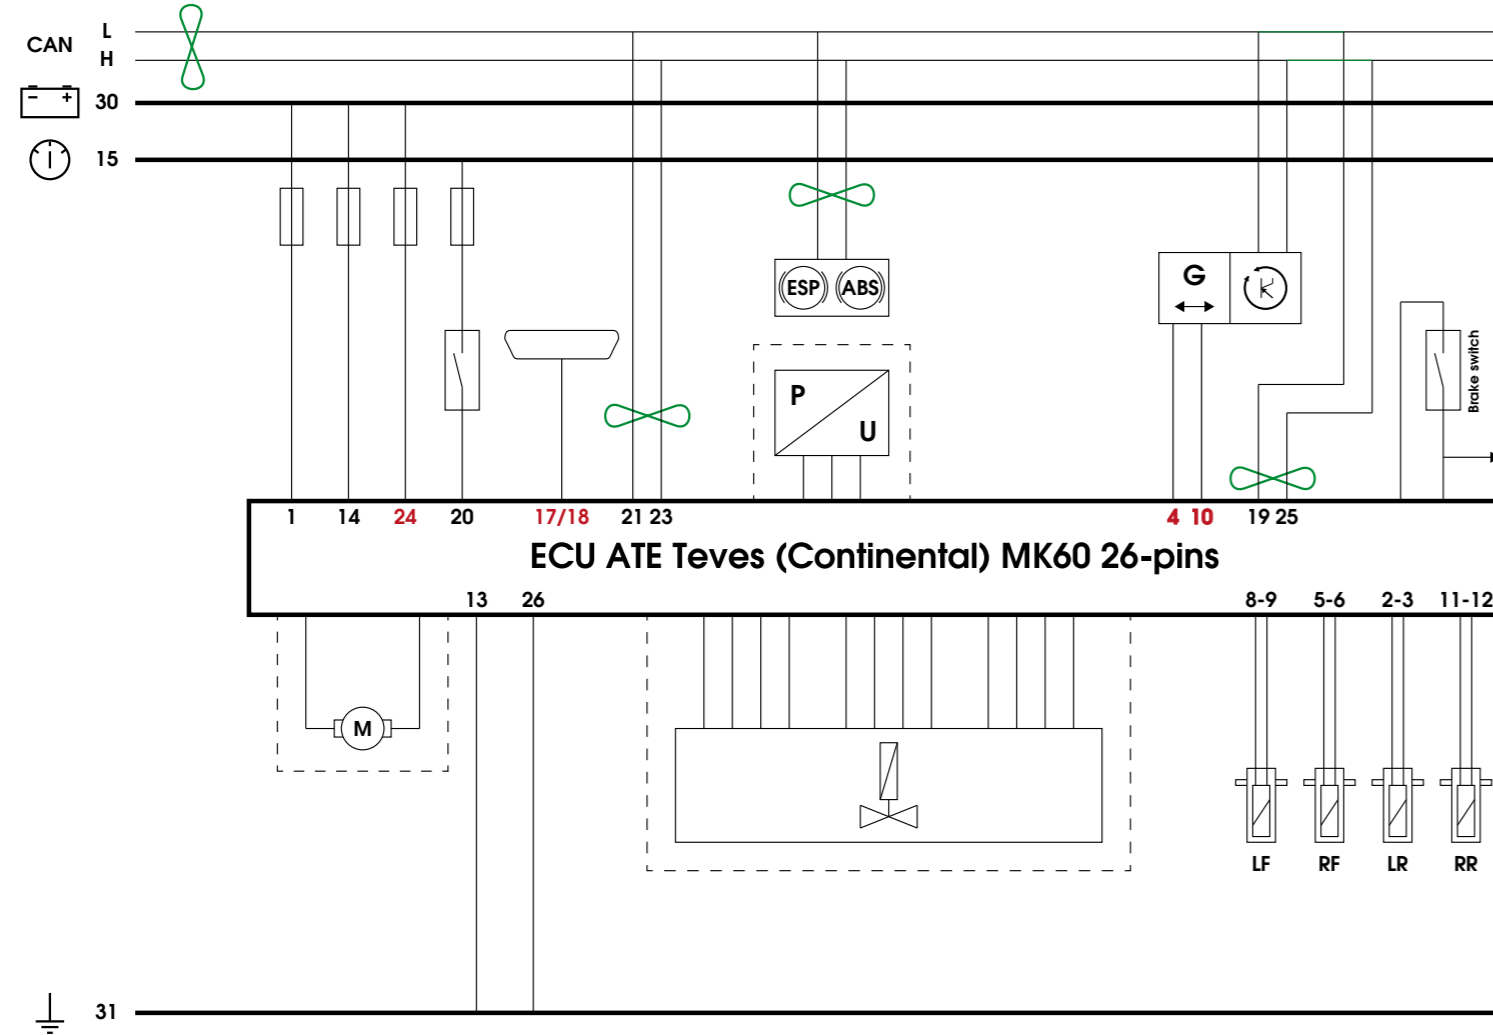 L
CAN
H
- +
30
15
ESP ABS
G
P
U
Brake switch
1 14 24 20 17/18 21 23 4 10 19 25
ECU ATE Teves (Continental) MK60 26-pins
13 26 8-9 5-6 2-3 11-12
M
LF RF LR RR
31